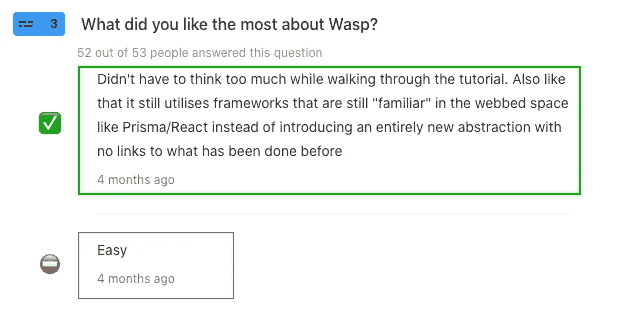 3 What did you like the most about Wasp?
52 out of 53 people answered this question
Didn't have to think too much while walking through the tutorial. Also like
that it still utilises frameworks that are still "familiar" in the webbed space
like Prisma/React instead of introducing an entirely new abstraction with
no links to what has been done before
4 months ago
Easy
4 months ago